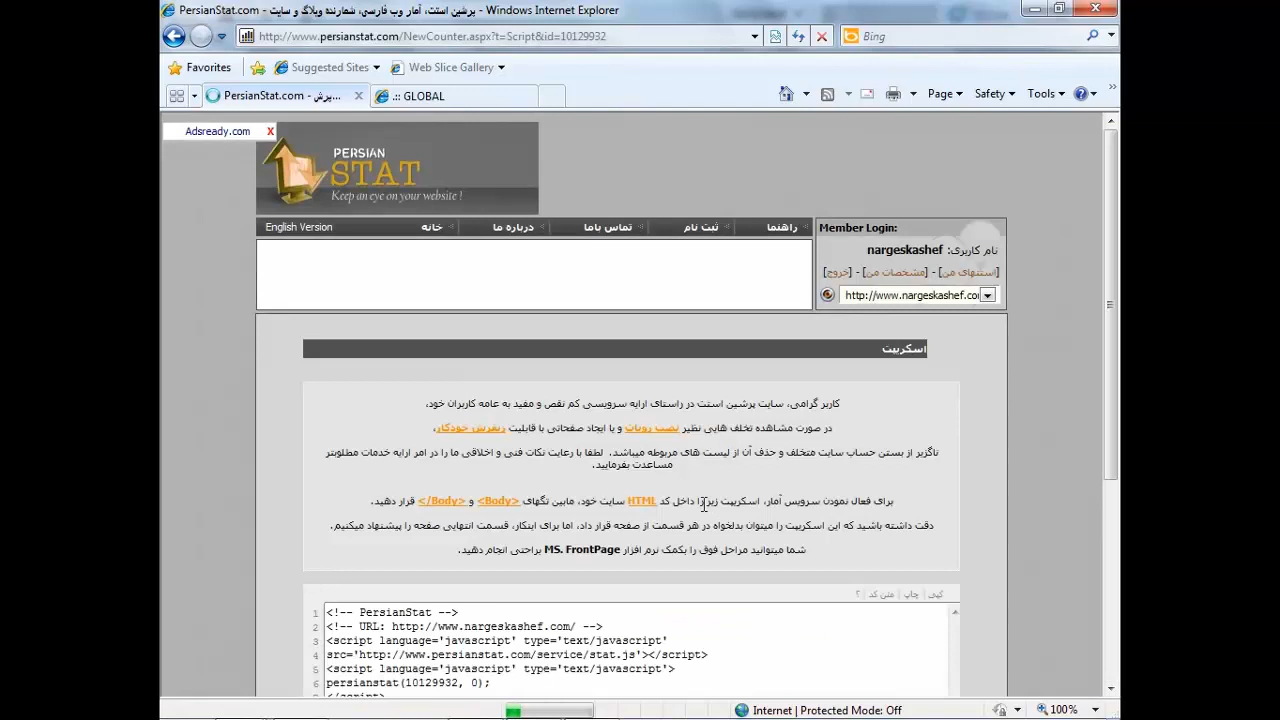 PersianStat.com - پرشین استت، آمار وب فارسی، شمارنده وبلاگ و سایت - Windows Internet Explorer
http://www.persianstat.com/NewCounter.aspx?t=Script&id=10129932
Bing
Favorites
Suggested Sites
Web Slice Gallery
PersianStat.com - پرش...
.:: GLOBAL
Page
Safety
Tools
Adsready.com
X
PERSIAN
STAT
Keep an eye on your website !
English Version
خانه
درباره ما
تماس باما
ثبت نام
راهنما
Member Login:
نام کاربری: nargeskashef
[استتهای من] - [مشخصات من] - [خروج]
http://www.nargeskashef.co
اسکریپت
کاربر گرامی، سایت پرشین استت در راستای ارایه سرویسی کم نقص و مفید به عامه کاربران خود،
در صورت مشاهده تخلف هایی نظیر نصب روبات و یا ایجاد صفحاتی با قابلیت رفرش خودکار،
ناگزیر از بستن حساب سایت متخلف و حذف آن از لیست های مربوطه میباشد. لطفا با رعایت نکات فنی و اخلاقی ما را در امر ارایه خدمات مطلوبتر
مساعدت بفرمایید.
برای فعال نمودن سرویس آمار، اسکریپت زیر را داخل کد HTML سایت خود، مابین تگهای <Body> و </Body> قرار دهید.
دقت داشته باشید که این اسکریپت را میتوان بدلخواه در هر قسمت از صفحه قرار داد، اما برای اینکار، قسمت انتهایی صفحه را پیشنهاد میکنیم.
شما میتوانید مراحل فوق را بکمک نرم افزار MS. FrontPage براحتی انجام دهید.
کپی | چاپ | متن کد | ؟
1 <!-- PersianStat -->
2 <!-- URL: http://www.nargeskashef.com/ -->
3 <script language='javascript' type='text/javascript'
4 src='http://www.persianstat.com/service/stat.js'></script>
5 <script language='javascript' type='text/javascript'>
6 persianstat(10129932, 0);
</script>
Internet | Protected Mode: Off
100%